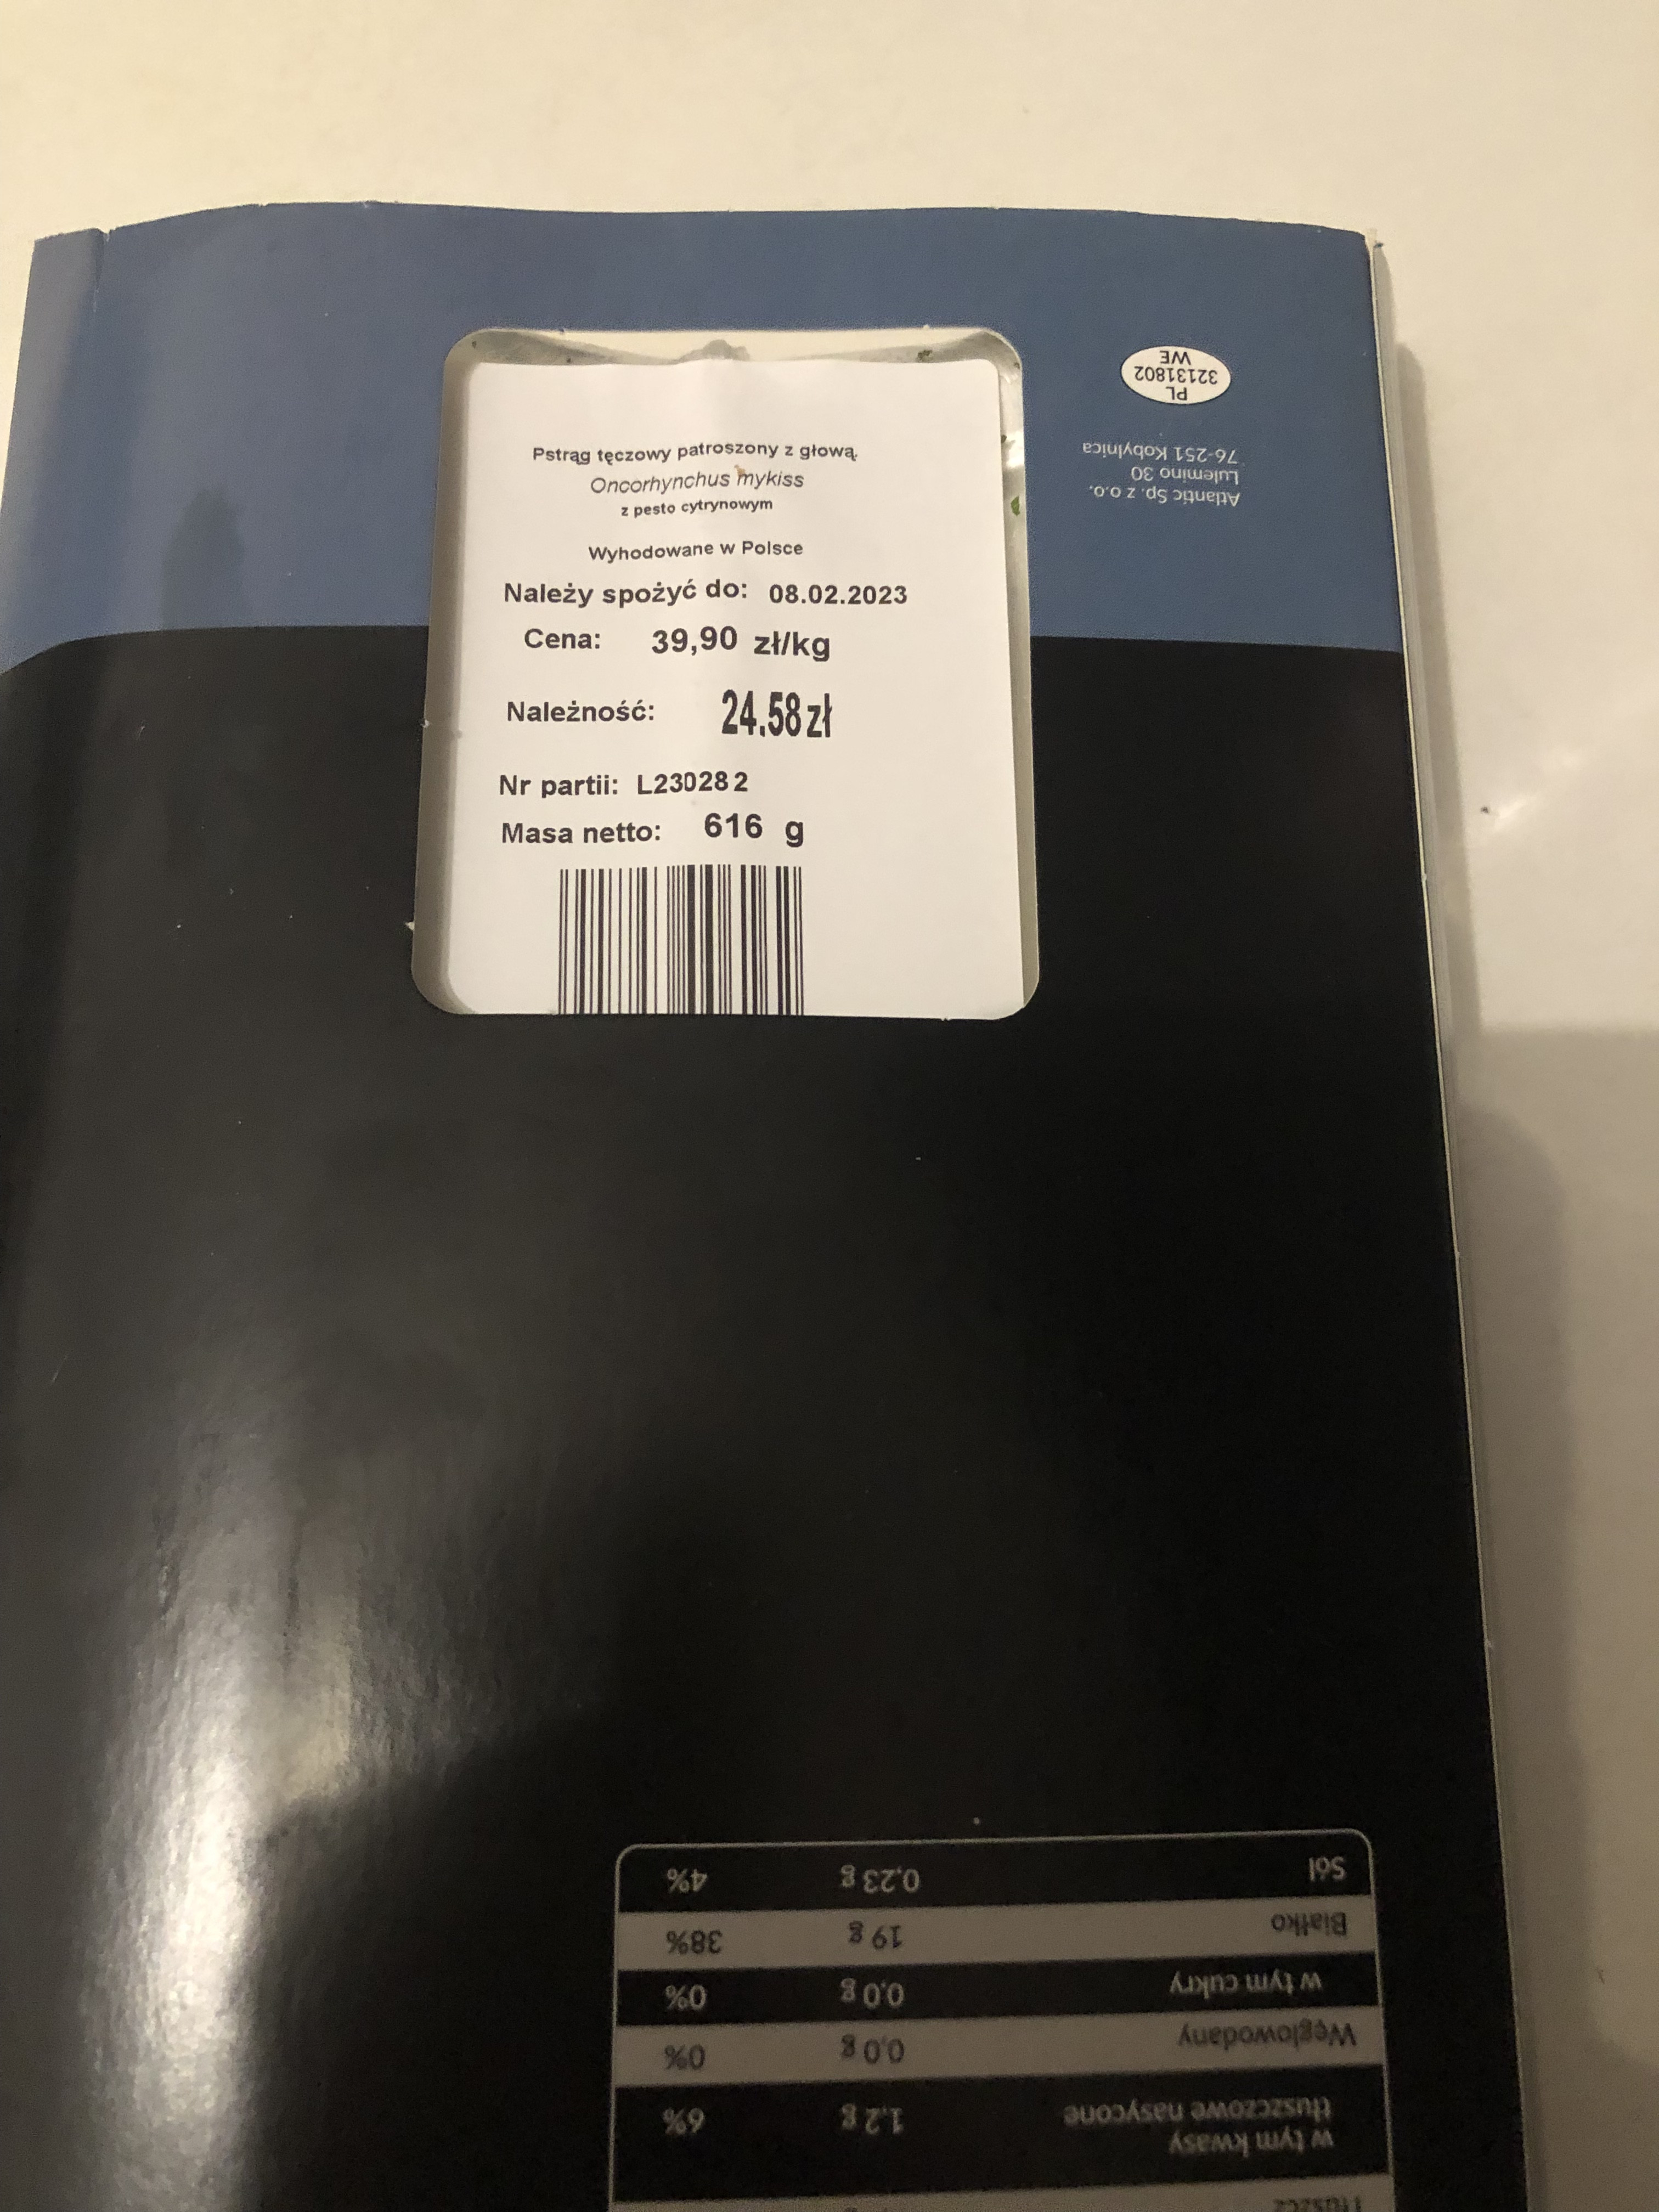 Pstrąg tęczowy patroszony z głową.
Oncorhynchus mykiss
z pesto cytrynowym
Wyhodowane w Polsce
Należy spożyć do: 08.02.2023
Cena: 39,90 zł/kg
Należność: 24.58 zł
Nr partii: L230282
Masa netto: 616 g
Atlantic Sp. z o.o.
Lulemino 30
76-251 Kobylnica
PL
32131802
WE
Tłuszcz
w tym kwasy
tłuszczowe nasycone 1,2 g 6%
Węglowodany 0,0 g 0%
w tym cukry 0,0 g 0%
Białko 19 g 38%
Sól 0,23 g 4%